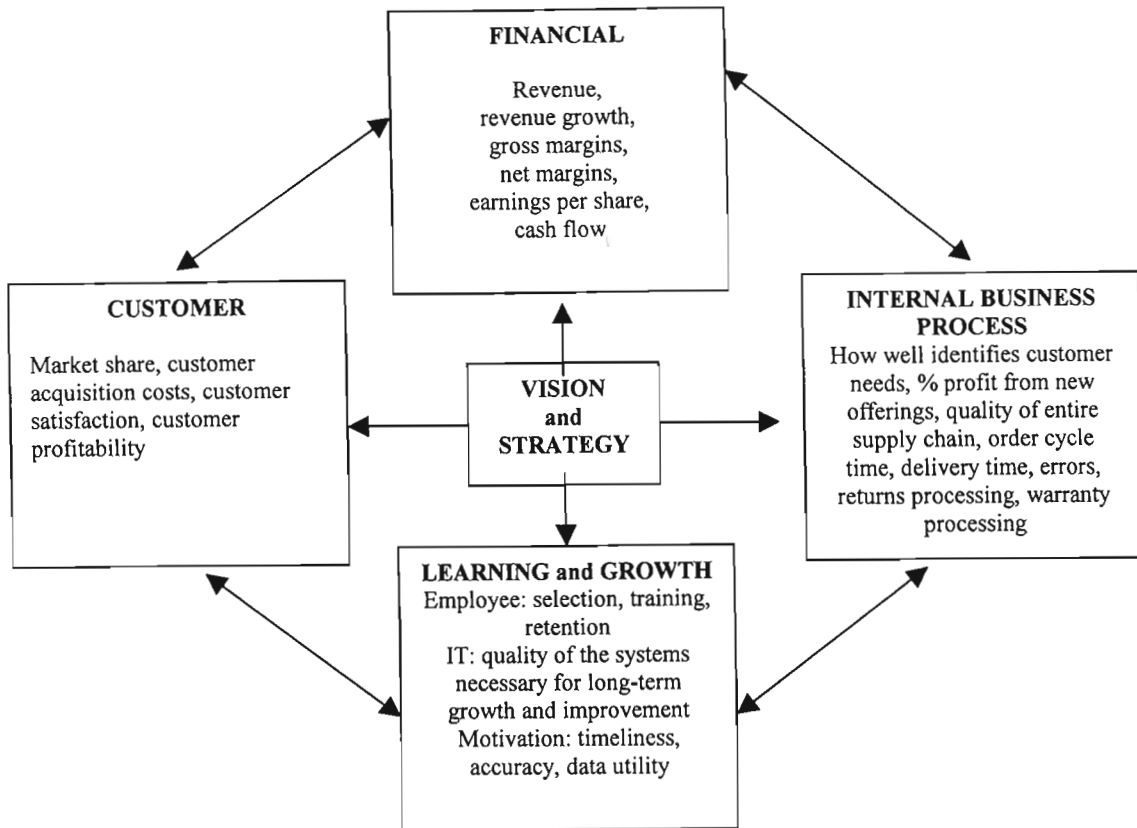 FINANCIAL
Revenue,
revenue growth,
gross margins,
net margins,
earnings per share,
cash flow
CUSTOMER
Market share, customer
acquisition costs, customer
satisfaction, customer
profitability
VISION
and
STRATEGY
INTERNAL BUSINESS
PROCESS
How well identifies customer
needs, % profit from new
offerings, quality of entire
supply chain, order cycle
time, delivery time, errors,
returns processing, warranty
processing
LEARNING and GROWTH
Employee: selection, training,
retention
IT: quality of the systems
necessary for long-term
growth and improvement
Motivation: timeliness,
accuracy, data utility